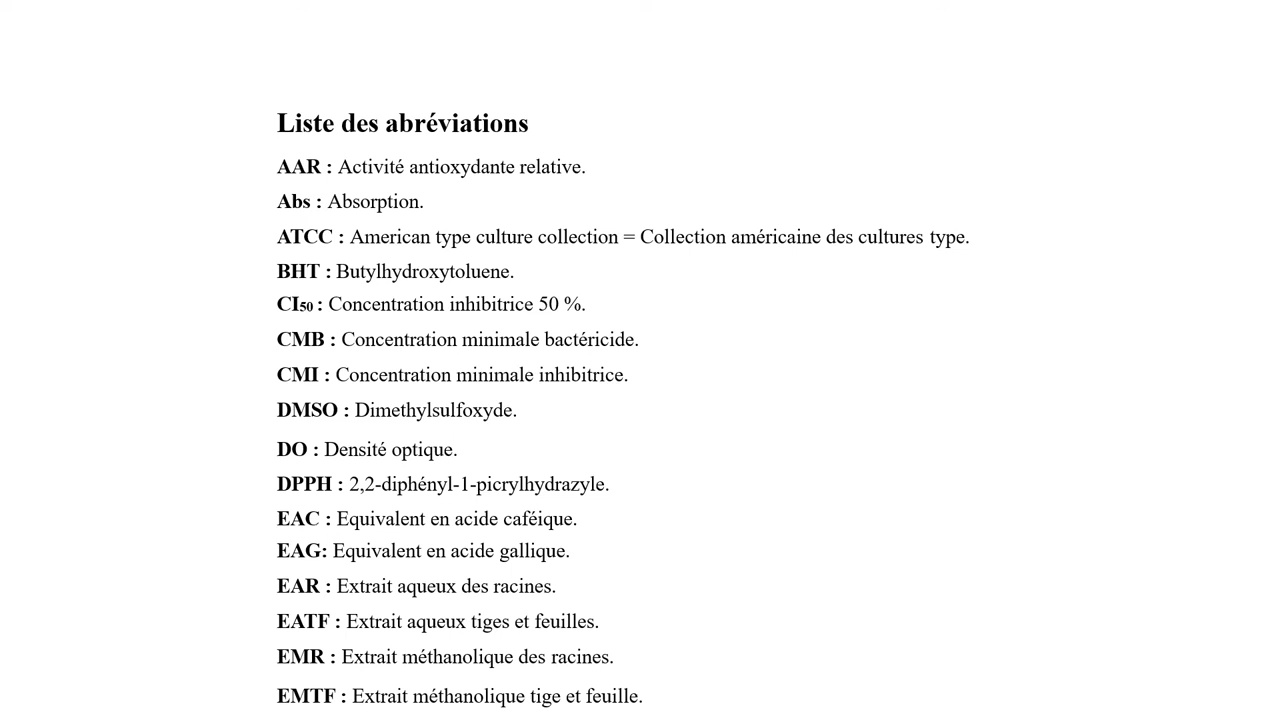 Liste des abréviations
AAR : Activité antioxydante relative.
Abs : Absorption.
ATCC : American type culture collection = Collection américaine des cultures type.
BHT : Butylhydroxytoluene.
CI50 : Concentration inhibitrice 50 %.
CMB : Concentration minimale bactéricide.
CMI : Concentration minimale inhibitrice.
DMSO : Dimethylsulfoxyde.
DO : Densité optique.
DPPH : 2,2-diphényl-1-picrylhydrazyle.
EAC : Equivalent en acide caféique.
EAG: Equivalent en acide gallique.
EAR : Extrait aqueux des racines.
EATF : Extrait aqueux tiges et feuilles.
EMR : Extrait méthanolique des racines.
EMTF : Extrait méthanolique tige et feuille.